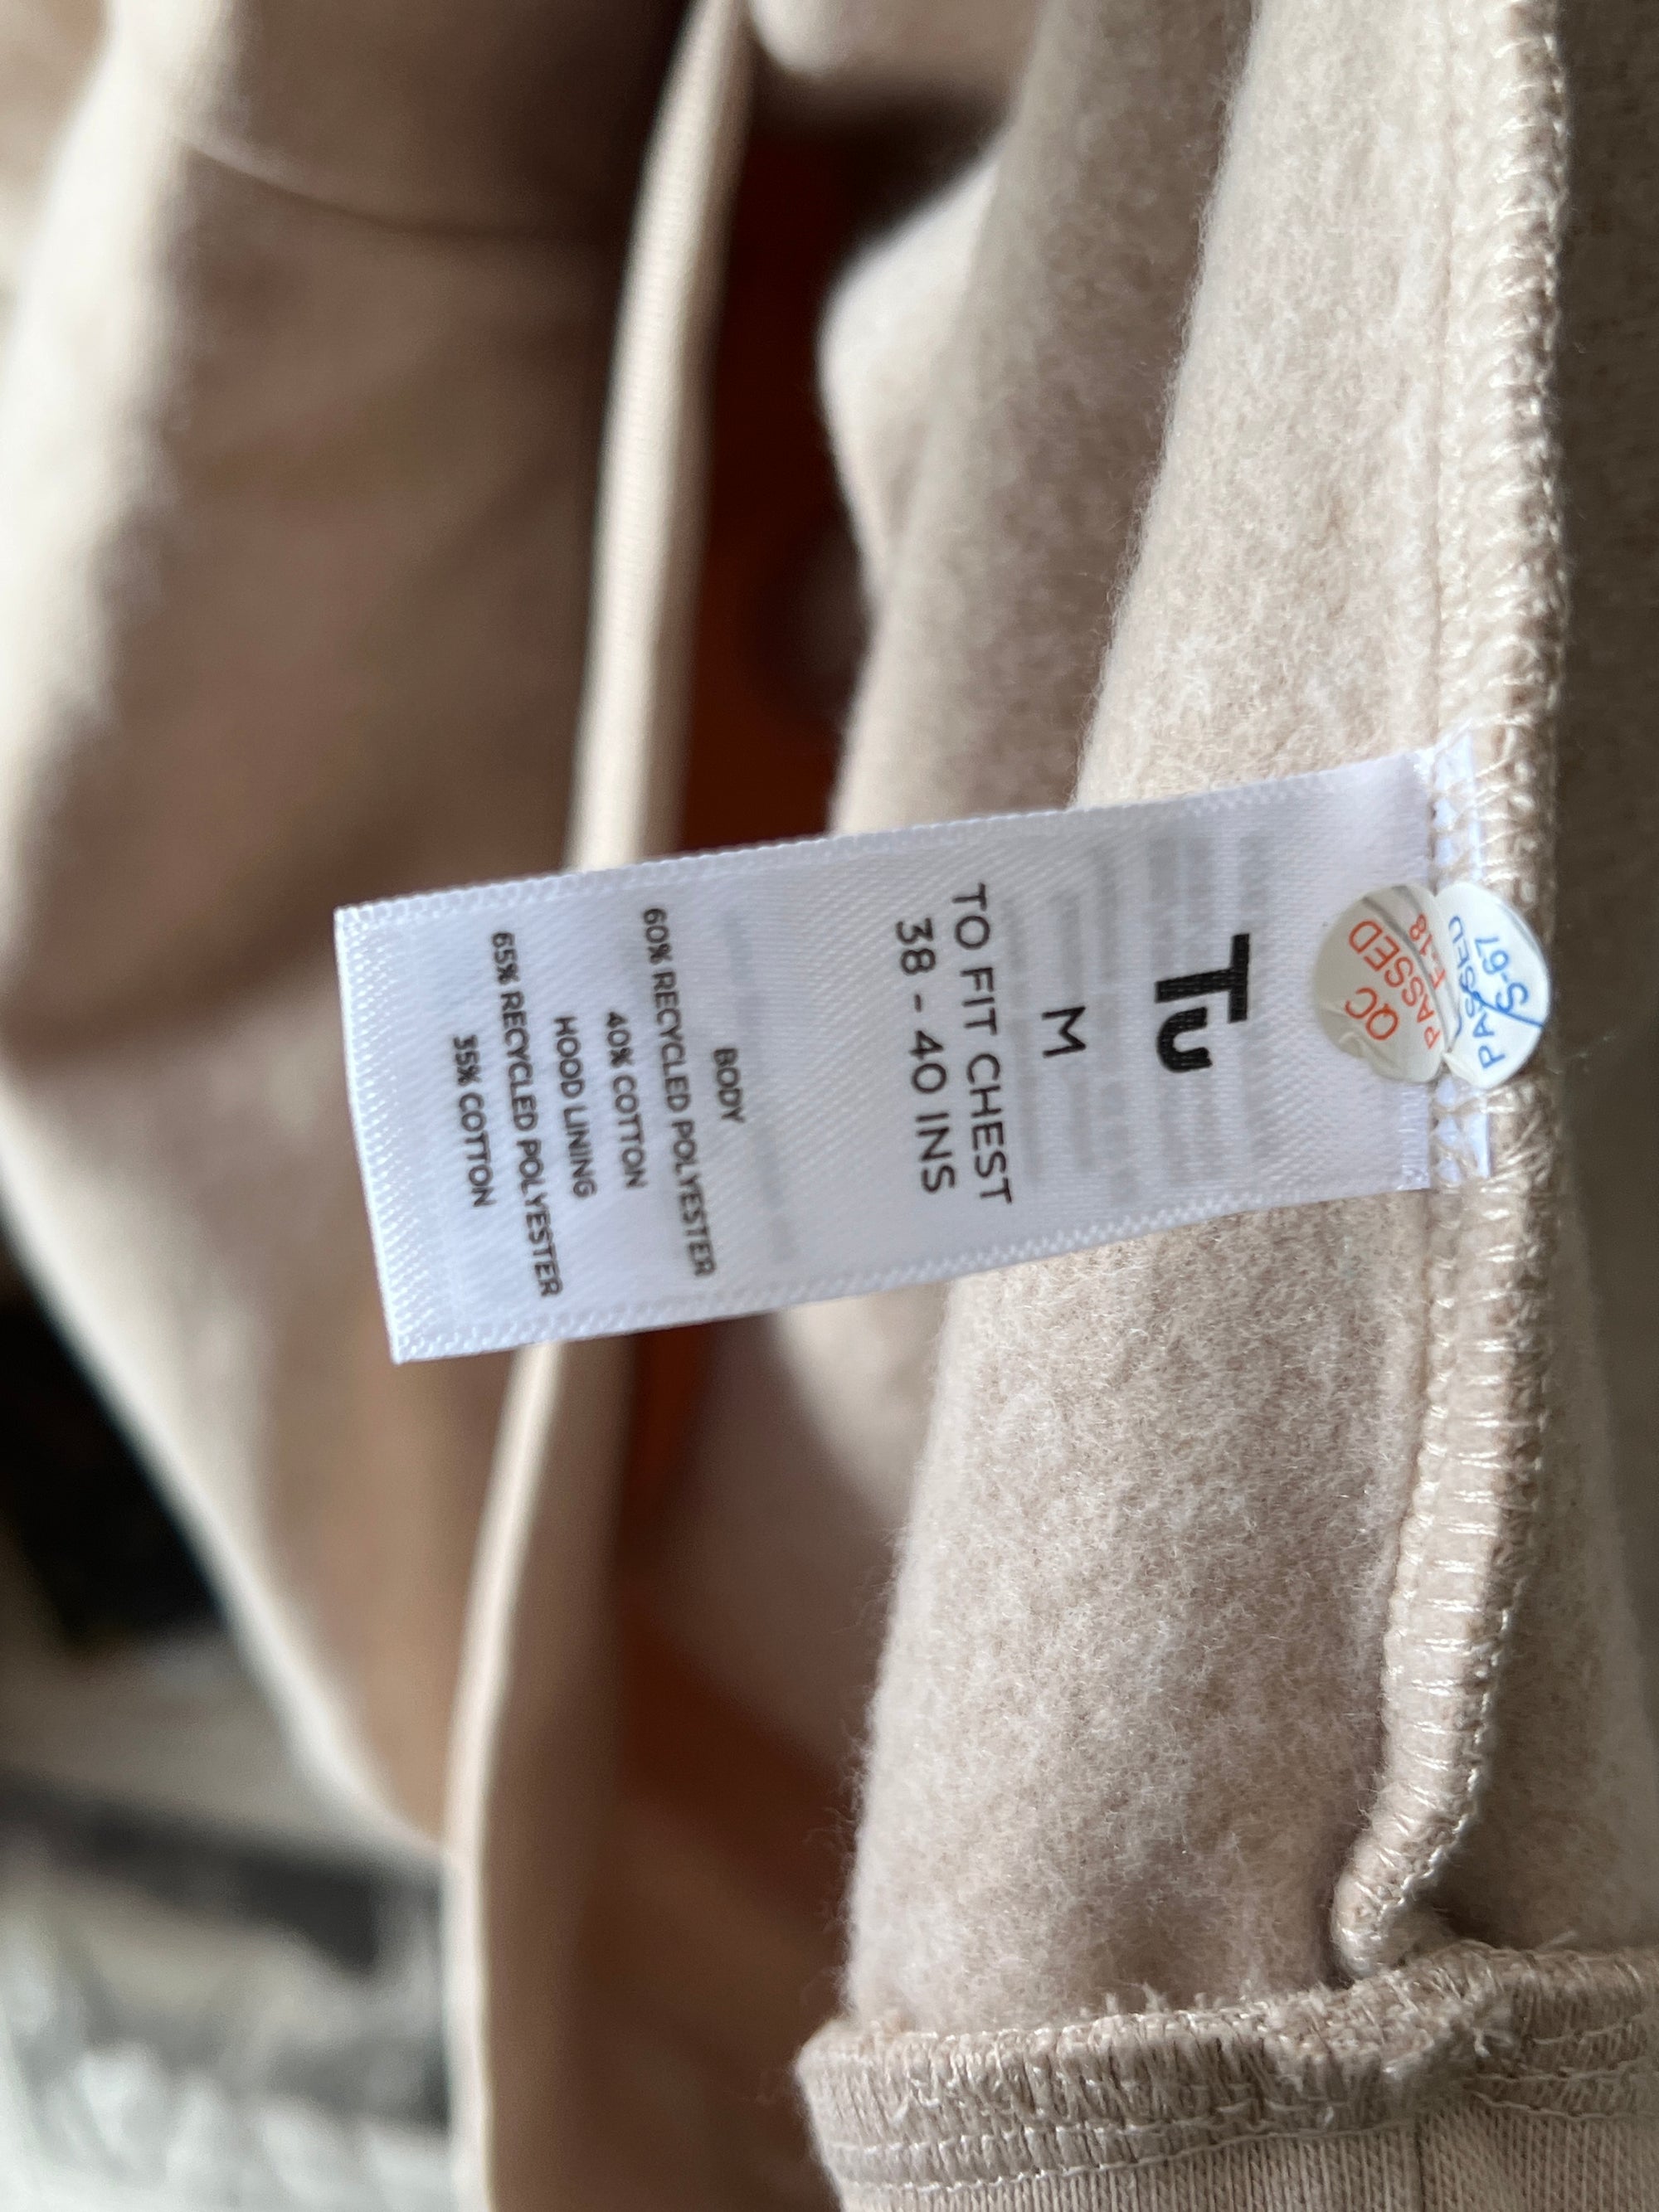 QC
PASSED
F-18
PASSED
S-67
Tu
M
TO FIT CHEST
38 - 40 INS
BODY
60% RECYCLED POLYESTER
40% COTTON
HOOD LINING
65% RECYCLED POLYESTER
35% COTTON